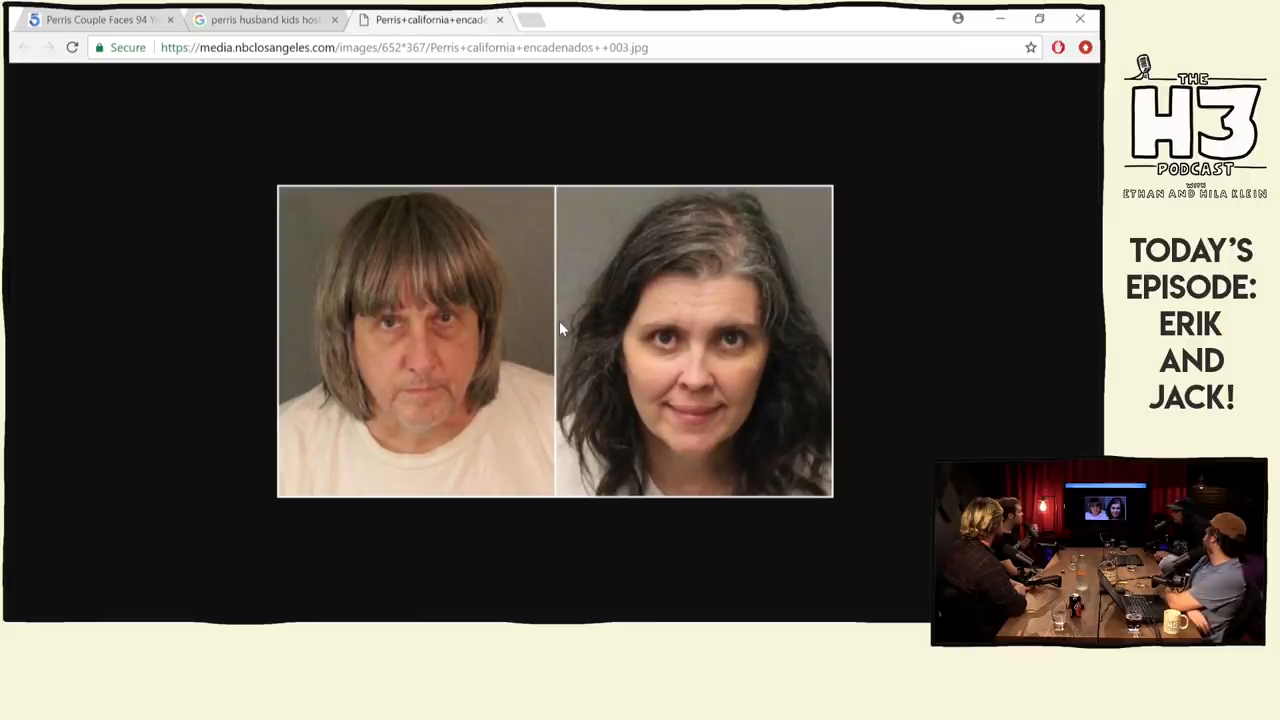 Perris Couple Faces 94 Y
perris husband kids host
Perris+california+encade
Secure
https://media.nbclosangeles.com/images/652*367/Perris+california+encadenados++003.jpg
THE
H3
PODCAST
WITH
ETHAN AND HILA KLEIN
TODAY'S
EPISODE:
ERIK
AND
JACK!